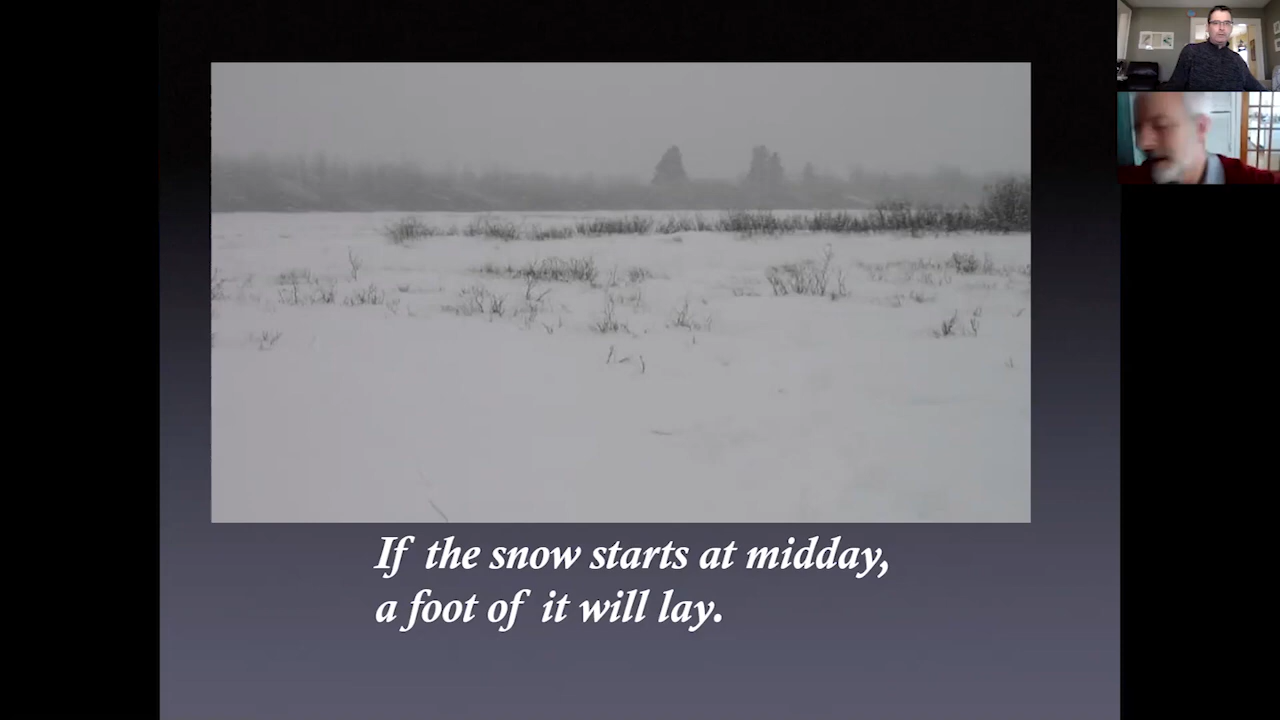 If the snow starts at midday,
a foot of it will lay.